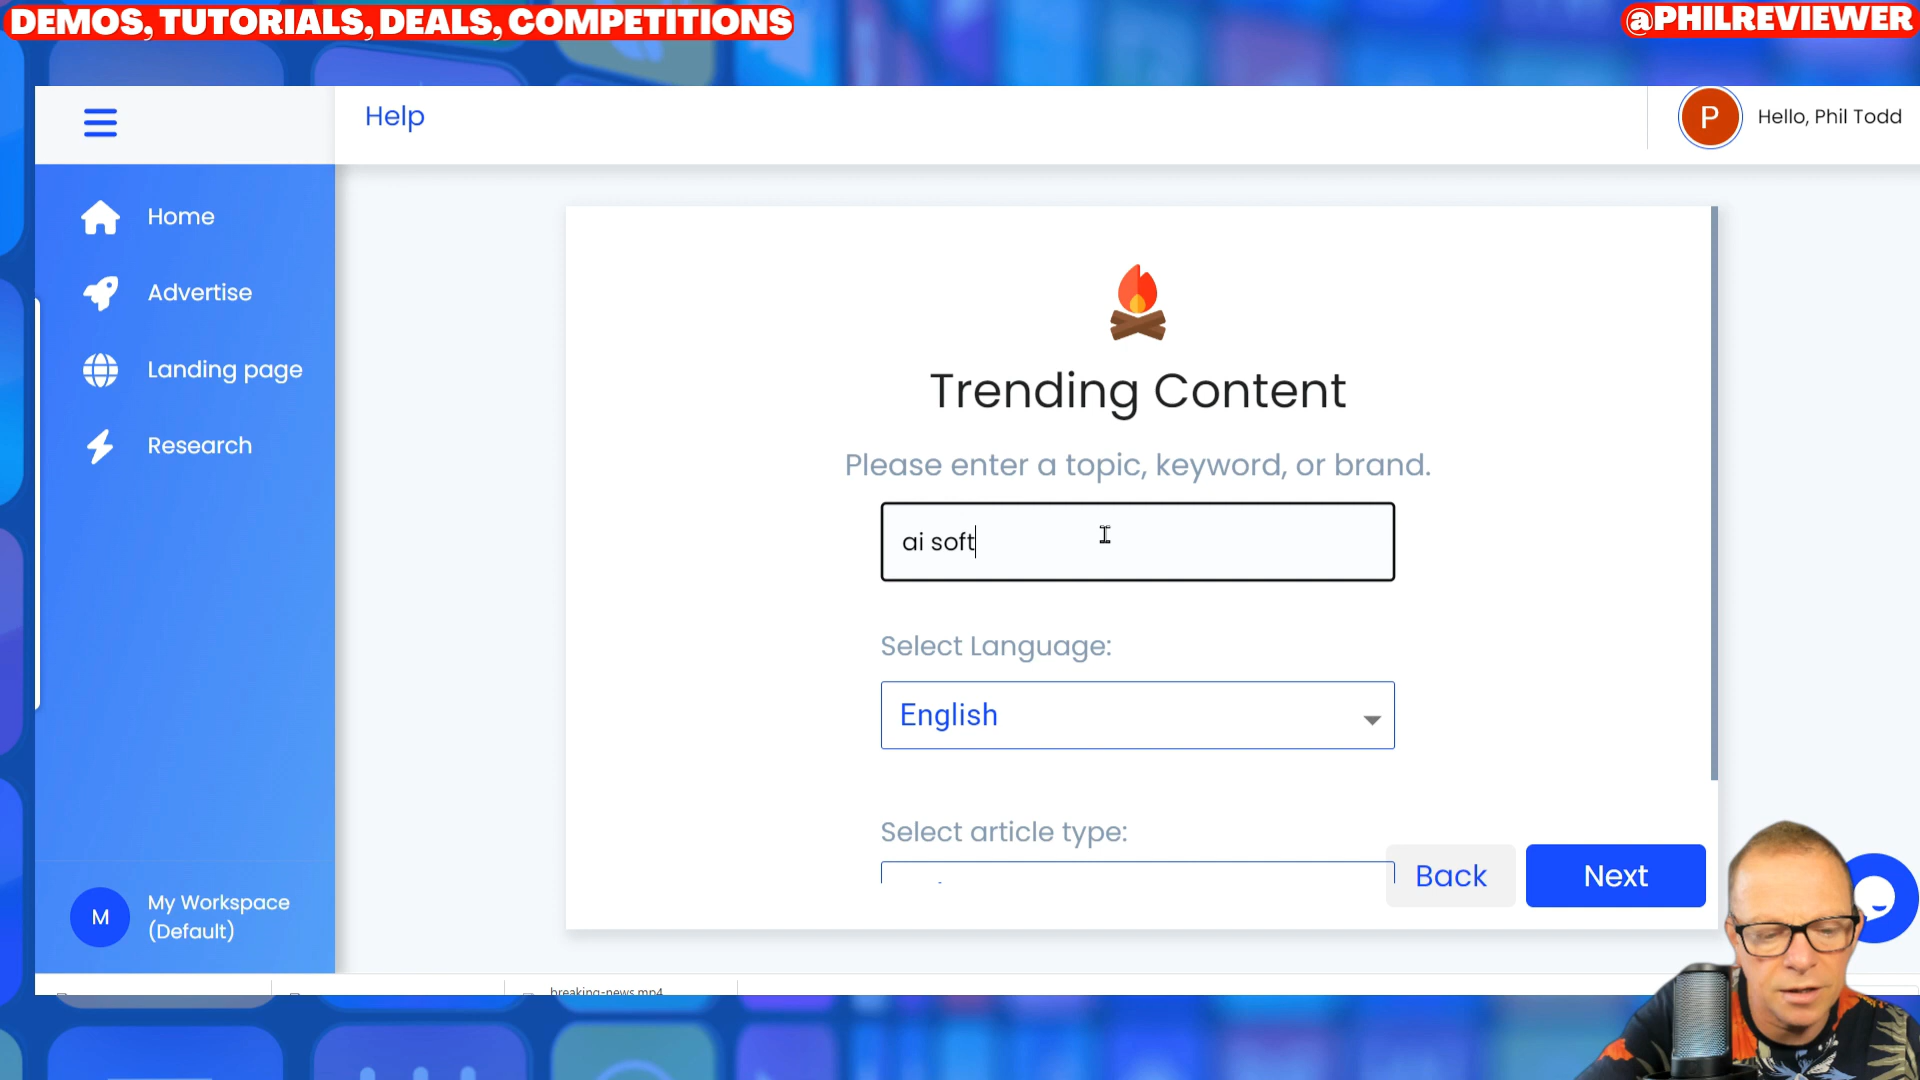 DEMOS, TUTORIALS, DEALS, COMPETITIONS
@PHILREVIEWER
Help
P
Hello, Phil Todd
Home
Advertise
Landing page
Research
Trending Content
Please enter a topic, keyword, or brand.
ai soft
Select Language:
English
Select article type:
Back
Next
M
My Workspace
(Default)
breaking-news.mp4